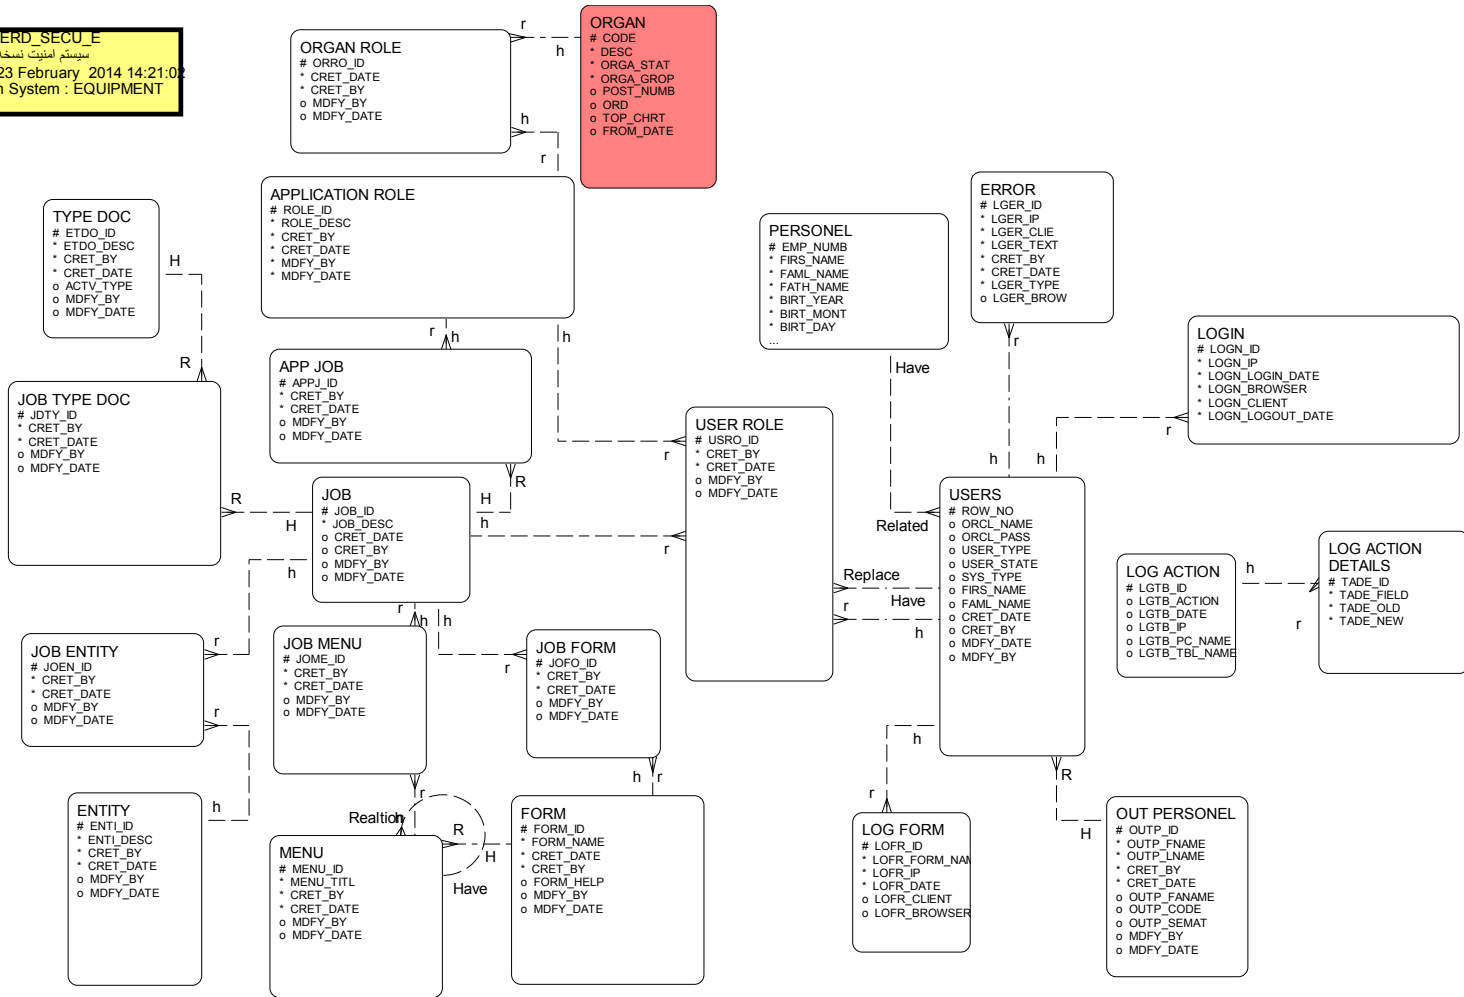 ERD_SECU_E
سیستم امنیت نسخه
23 February 2014 14:21:02
n System : EQUIPMENT
ORGAN ROLE
# ORRO_ID
* CRET_DATE
* CRET_BY
o MDFY_BY
o MDFY_DATE
r
h
h
r
ORGAN
# CODE
* DESC
* ORGA_STAT
* ORGA_GROP
o POST_NUMB
o ORD
o TOP_CHRT
o FROM_DATE
APPLICATION ROLE
# ROLE_ID
* ROLE_DESC
* CRET_BY
* CRET_DATE
* MDFY_BY
* MDFY_DATE
TYPE DOC
# ETDO_ID
* ETDO_DESC
* CRET_BY
* CRET_DATE
o ACTV_TYPE
o MDFY_BY
o MDFY_DATE
H
R
PERSONEL
# EMP_NUMB
* FIRS_NAME
* FAML_NAME
* FATH_NAME
* BIRT_YEAR
* BIRT_MONT
* BIRT_DAY
...
Have
Related
ERROR
# LGER_ID
* LGER_IP
* LGER_CLIE
* LGER_TEXT
* CRET_BY
* CRET_DATE
* LGER_TYPE
o LGER_BROW
r
h
LOGIN
# LOGN_ID
* LOGN_IP
* LOGN_LOGIN_DATE
* LOGN_BROWSER
* LOGN_CLIENT
* LOGN_LOGOUT_DATE
r
h
r
h
h
r
APP JOB
# APPJ_ID
* CRET_BY
* CRET_DATE
o MDFY_BY
o MDFY_DATE
R
H
JOB TYPE DOC
# JDTY_ID
* CRET_BY
* CRET_DATE
o MDFY_BY
o MDFY_DATE
R
H
JOB
# JOB_ID
* JOB_DESC
o CRET_DATE
o CRET_BY
o MDFY_BY
o MDFY_DATE
h
r
USER ROLE
# USRO_ID
* CRET_BY
* CRET_DATE
o MDFY_BY
o MDFY_DATE
Replace
Have
r
h
USERS
# ROW_NO
o ORCL_NAME
o ORCL_PASS
o USER_TYPE
o USER_STATE
o SYS_TYPE
o FIRS_NAME
o FAML_NAME
o CRET_DATE
o CRET_BY
o MDFY_DATE
o MDFY_BY
LOG ACTION
# LGTB_ID
o LGTB_ACTION
o LGTB_DATE
o LGTB_IP
o LGTB_PC_NAME
o LGTB_TBL_NAME
h
r
LOG ACTION
DETAILS
# TADE_ID
* TADE_FIELD
* TADE_OLD
* TADE_NEW
h
r
JOB ENTITY
# JOEN_ID
* CRET_BY
* CRET_DATE
o MDFY_BY
o MDFY_DATE
r
h
r
h
h
r
JOB MENU
# JOME_ID
* CRET_BY
* CRET_DATE
o MDFY_BY
o MDFY_DATE
r
JOB FORM
# JOFO_ID
* CRET_BY
* CRET_DATE
o MDFY_BY
o MDFY_DATE
h
r
ENTITY
# ENTI_ID
* ENTI_DESC
* CRET_BY
* CRET_DATE
o MDFY_BY
o MDFY_DATE
Realtion
h
R
H
Have
MENU
# MENU_ID
* MENU_TITL
* CRET_BY
* CRET_DATE
o MDFY_BY
o MDFY_DATE
FORM
# FORM_ID
* FORM_NAME
* CRET_DATE
* CRET_BY
o FORM_HELP
o MDFY_BY
o MDFY_DATE
h
r
LOG FORM
# LOFR_ID
* LOFR_FORM_NAM
* LOFR_IP
* LOFR_DATE
o LOFR_CLIENT
o LOFR_BROWSER
R
H
OUT PERSONEL
# OUTP_ID
* OUTP_FNAME
* OUTP_LNAME
* CRET_BY
* CRET_DATE
o OUTP_FANAME
o OUTP_CODE
o OUTP_SEMAT
o MDFY_BY
o MDFY_DATE